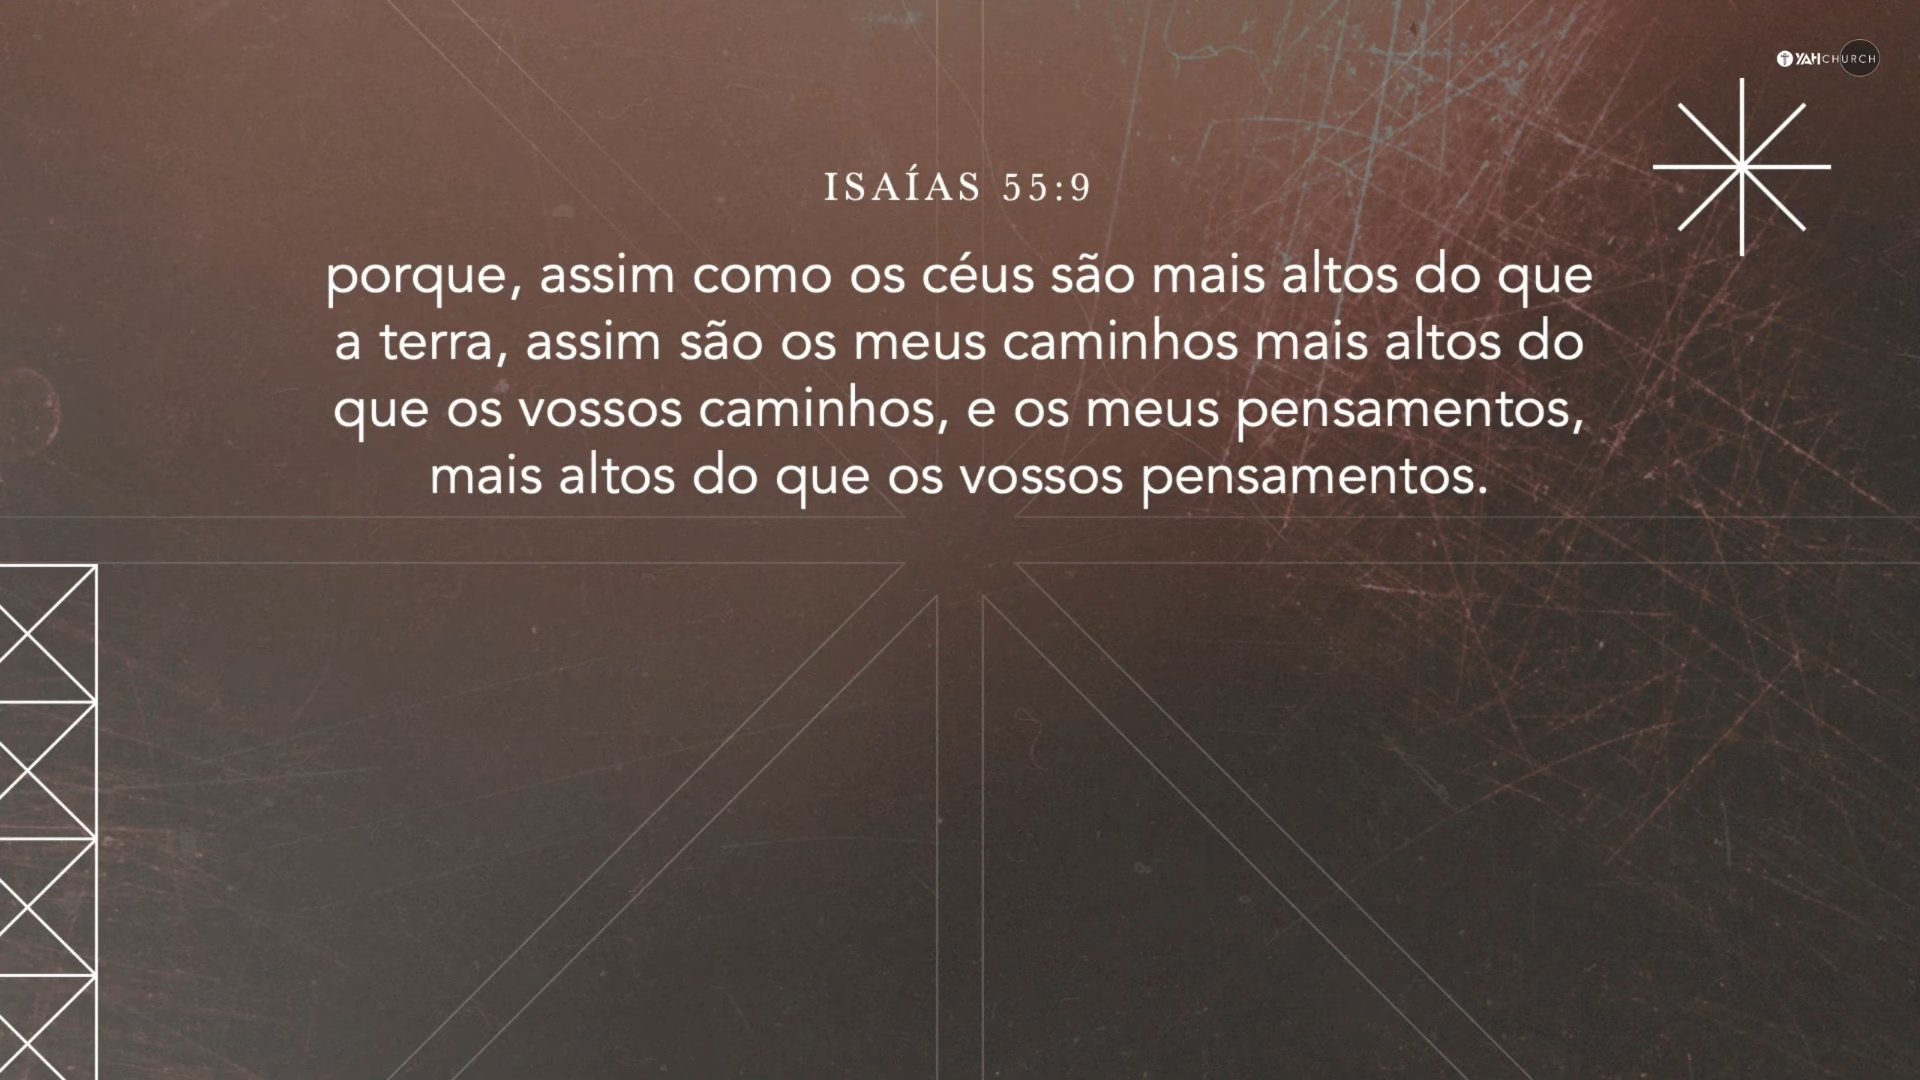 YAHCHURCH
ISAÍAS 55:9
porque, assim como os céus são mais altos do que
a terra, assim são os meus caminhos mais altos do
que os vossos caminhos, e os meus pensamentos,
mais altos do que os vossos pensamentos.